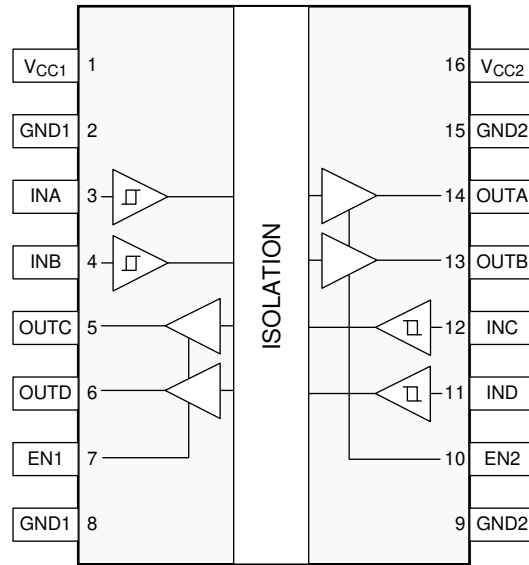 VCC1 1 16 VCC2
GND1 2 15 GND2
INA 3 14 OUTA
INB 4 13 OUTB
ISOLATION
OUTC 5 12 INC
OUTD 6 11 IND
EN1 7 10 EN2
GND1 8 9 GND2